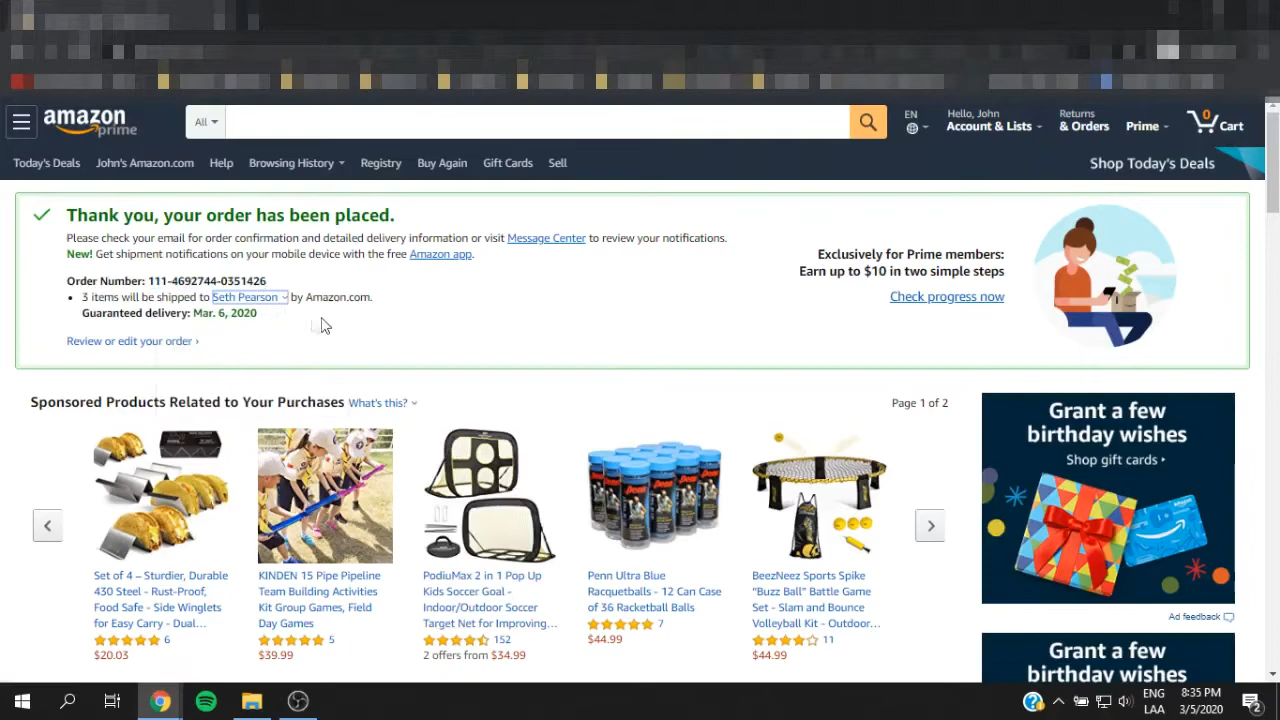 amazon prime
All
EN
Hello, John
Account & Lists
Returns
& Orders
Prime
0
Cart
Today's Deals
John's Amazon.com
Help
Browsing History
Registry
Buy Again
Gift Cards
Sell
Shop Today's Deals
Thank you, your order has been placed.
Please check your email for order confirmation and detailed delivery information or visit Message Center to review your notifications.
New! Get shipment notifications on your mobile device with the free Amazon app.
Order Number: 111-4692744-0351426
• 3 items will be shipped to Seth Pearson by Amazon.com.
Guaranteed delivery: Mar. 6, 2020
Review or edit your order ›
Exclusively for Prime members:
Earn up to $10 in two simple steps
Check progress now
Sponsored Products Related to Your Purchases What's this?
Page 1 of 2
Set of 4 – Sturdier, Durable
430 Steel - Rust-Proof,
Food Safe - Side Winglets
for Easy Carry - Dual…
6
$20.03
KINDEN 15 Pipe Pipeline
Team Building Activities
Kit Group Games, Field
Day Games
5
$39.99
PodiuMax 2 in 1 Pop Up
Kids Soccer Goal -
Indoor/Outdoor Soccer
Target Net for Improving…
152
2 offers from $34.99
Penn Ultra Blue
Racquetballs - 12 Can Case
of 36 Racketball Balls
7
$44.99
BeezNeez Sports Spike
“Buzz Ball” Battle Game
Set - Slam and Bounce
Volleyball Kit - Outdoor…
11
$44.99
Grant a few
birthday wishes
Shop gift cards
Ad feedback
Grant a few
birthday wishes
ENG
LAA
8:35 PM
3/5/2020
2